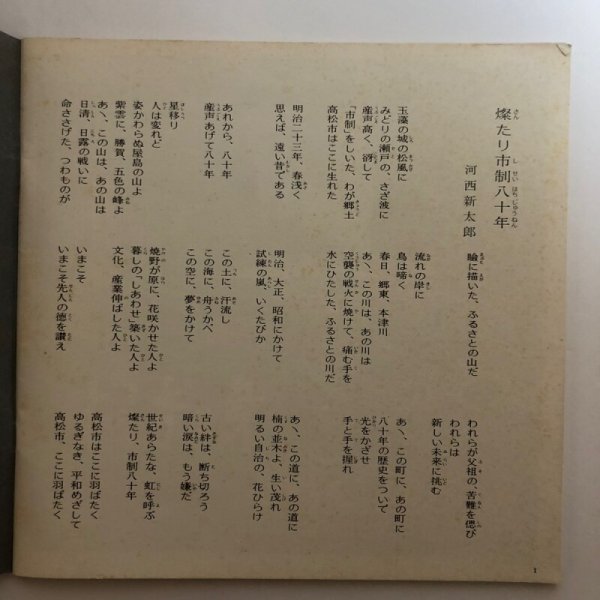 燦たり市制八十年
河西新太郎
玉藻の城の松風に
みどりの瀬戸の、さざ波に
産声高く、涌して
「市制」をしいた、わが郷土
高松市はここに生れた
明治二十三年、春浅く
思えば、遠い昔である
あれから、八十年
産声あげて八十年
星移り
人は変れど
姿かわらぬ屋島の山よ
紫雲に、勝賀、五色の峰よ
あゝ、この山は、あの山は
日清、日露の戦いに
命ささげた、つわものが
瞼に描いた、ふるさとの山だ
流れの岸に
鳥は啼く
春日、郷東、本津川
あゝ、この川は、あの川は
空襲の戦火に焼けて、痛む手を
水にひたした、ふるさとの川だ
明治、大正、昭和にかけて
試練の嵐、いくたびか
この土に、汗流し
この海に、舟うかべ
この空に、夢をかけて
焼野が原に、花咲かせた人よ
暮しの「しあわせ」築いた人よ
文化、産業伸ばした人よ
いまこそ
いまこそ先人の徳を讃え
われらが父祖の、苦難を偲び
われらは
新しい未来に挑む
あゝ、この町に、あの町に
八十年の歴史をついて
光をかざせ
手と手を握れ
あゝ、この道に、あの道に
楠の並木よ、生い茂れ
明るい自治の、花ひらけ
古い絆は、断ち切ろう
暗い涙は、もう嫌だ
世紀あらたな、虹を呼ぶ
燦たり、市制八十年
高松市はここに羽ばたく
ゆるぎなき、平和めざして
高松市、ここに羽ばたく
1